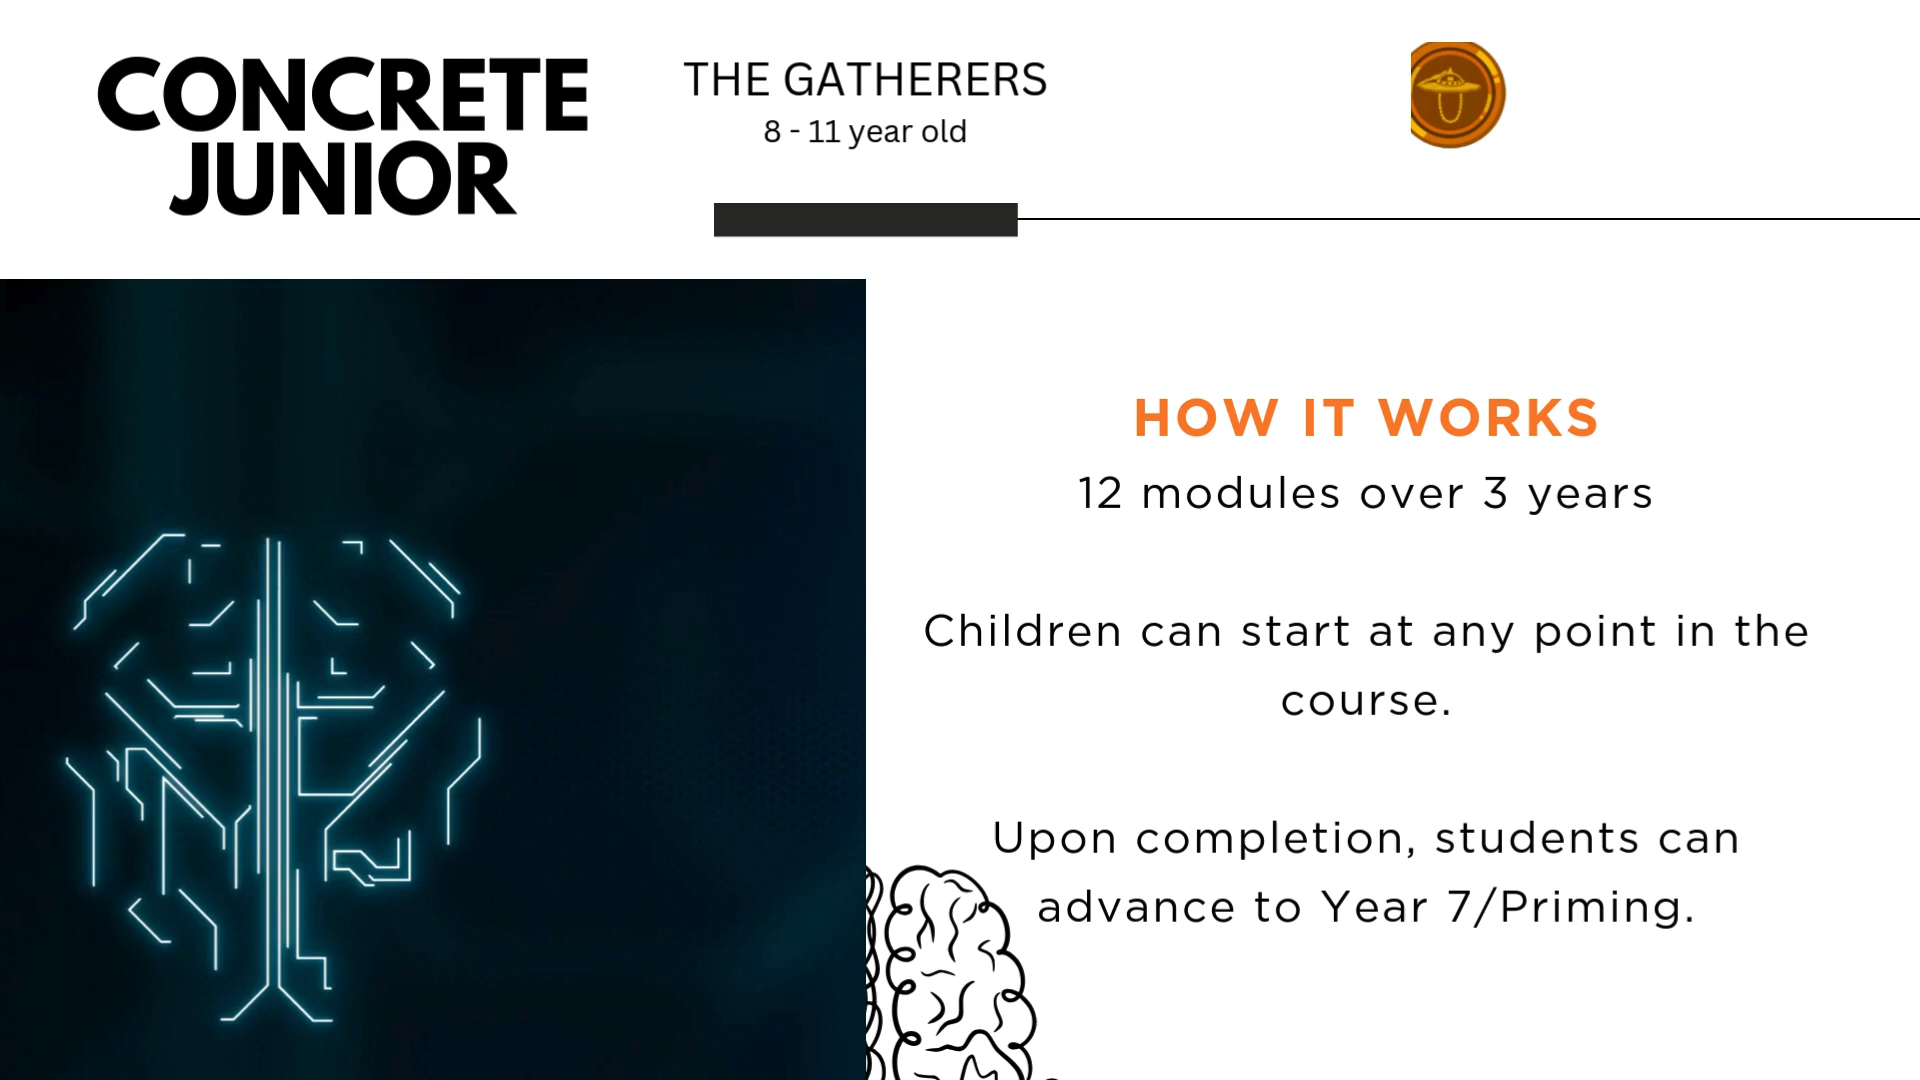 CONCRETE
JUNIOR
THE GATHERERS
8 - 11 year old
HOW IT WORKS
12 modules over 3 years
Children can start at any point in the
course.
Upon completion, students can
advance to Year 7/Priming.